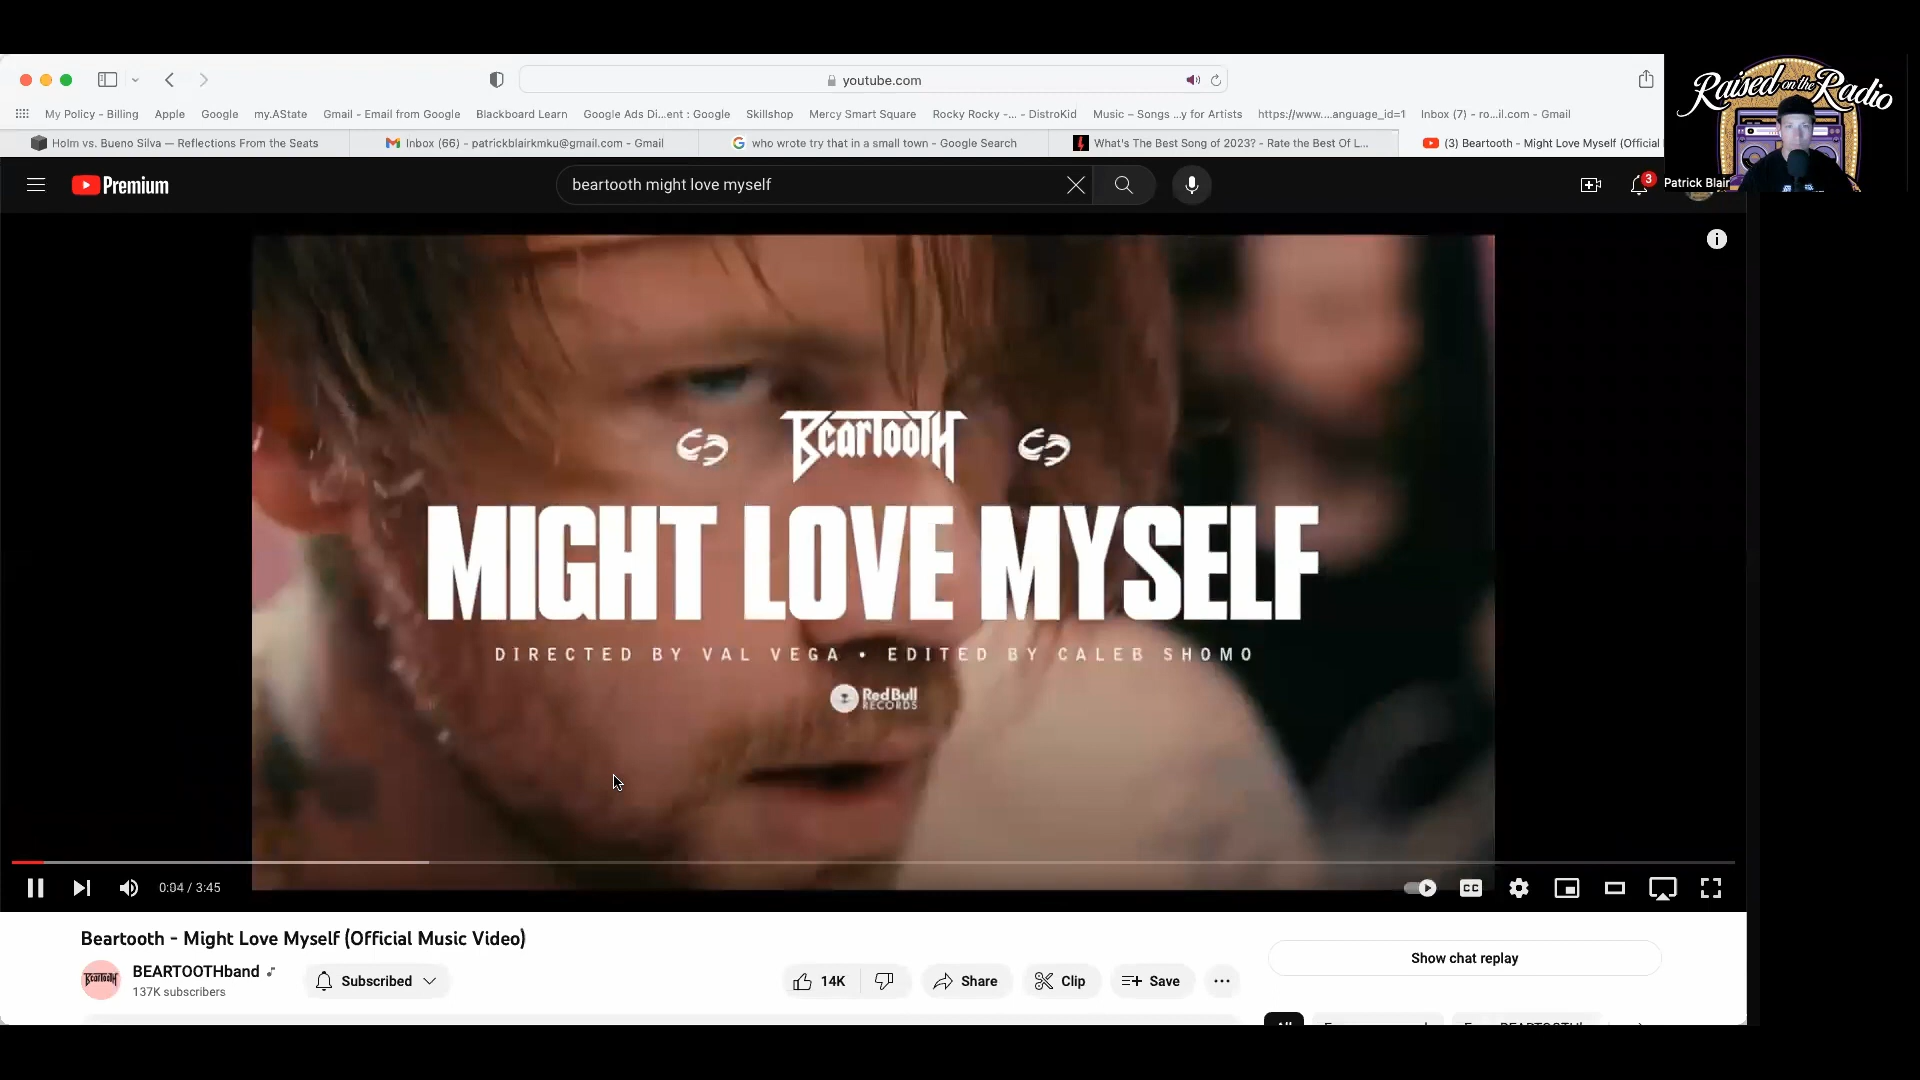 youtube.com
Raised on the Radio
My Policy - Billing Apple Google my.AState Gmail - Email from Google Blackboard Learn Google Ads Di...ent : Google Skillshop Mercy Smart Square Rocky Rocky -... - DistroKid Music – Songs ...y for Artists https://www....anguage_id=1 Inbox (7) - ro...il.com - Gmail
Holm vs. Bueno Silva — Reflections From the Seats Inbox (66) - patrickblairkmku@gmail.com - Gmail who wrote try that in a small town - Google Search What's The Best Song of 2023? - Rate the Best Of L... (3) Beartooth - Might Love Myself (Official
Premium
beartooth might love myself
3
Patrick Blair
BEARTOOTH
MIGHT LOVE MYSELF
DIRECTED BY VAL VEGA • EDITED BY CALEB SHOMO
Red Bull
RECORDS
0:04 / 3:45
CC
Beartooth - Might Love Myself (Official Music Video)
BEARTOOTH
BEARTOOTHband
137K subscribers
Subscribed
14K
Share
Clip
Save
Show chat replay
All